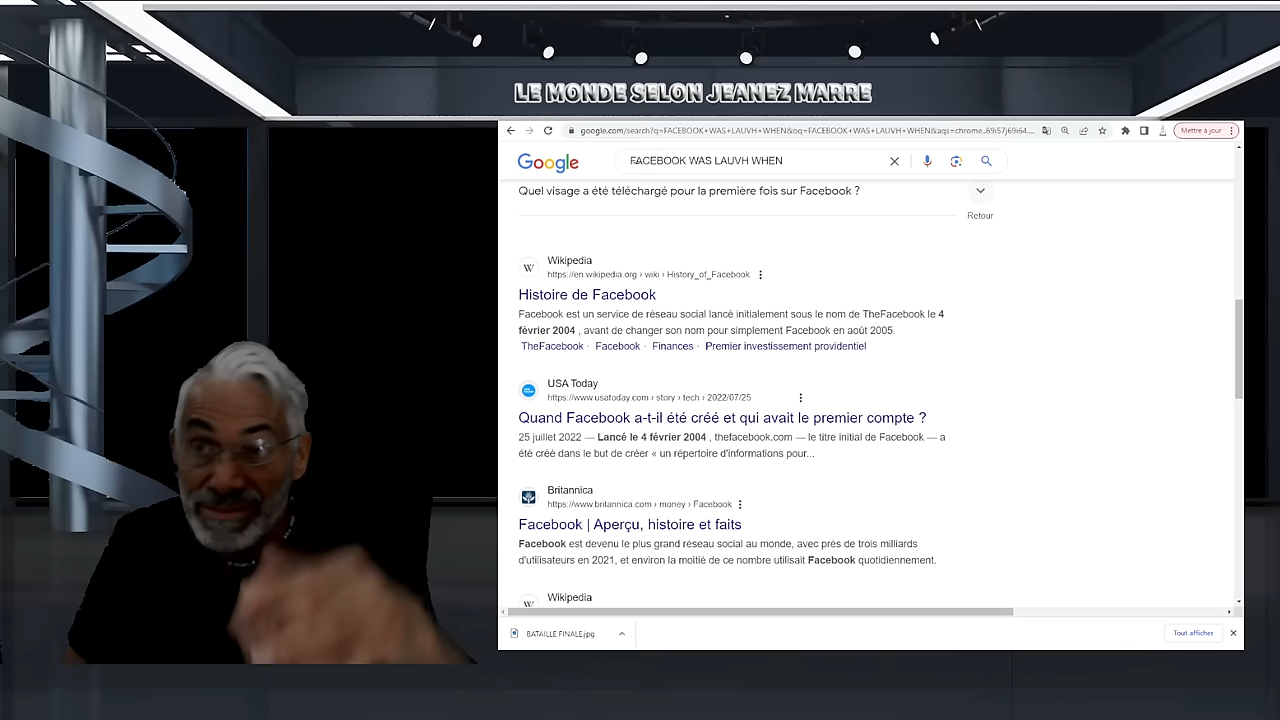 LE MONDE SELON JEANEZ MARRE
google.com/search?q=FACEBOOK+WAS+LAUVH+WHEN&oq=FACEBOOK+WAS+LAUVH+WHEN&aqs=chrome..69i57j69i64....
Mettre à jour
Google
FACEBOOK WAS LAUVH WHEN
Quel visage a été téléchargé pour la première fois sur Facebook ?
Retour
Wikipedia
https://en.wikipedia.org › wiki › History_of_Facebook
Histoire de Facebook
Facebook est un service de réseau social lancé initialement sous le nom de TheFacebook le 4
février 2004 , avant de changer son nom pour simplement Facebook en août 2005.
TheFacebook · Facebook · Finances · Premier investissement providentiel
USA Today
https://www.usatoday.com › story › tech › 2022/07/25
Quand Facebook a-t-il été créé et qui avait le premier compte ?
25 juillet 2022 — Lancé le 4 février 2004 , thefacebook.com — le titre initial de Facebook — a
été créé dans le but de créer « un répertoire d'informations pour...
Britannica
https://www.britannica.com › money › Facebook
Facebook | Aperçu, histoire et faits
Facebook est devenu le plus grand réseau social au monde, avec près de trois milliards
d'utilisateurs en 2021, et environ la moitié de ce nombre utilisait Facebook quotidiennement.
Wikipedia
BATAILLE FINALE.jpg
Tout afficher